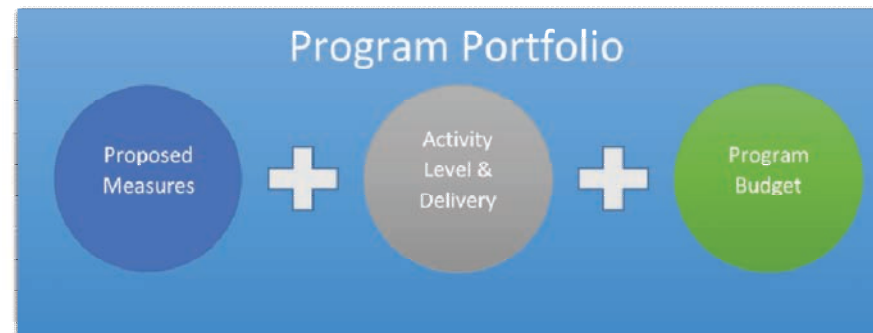 Program Portfolio
Proposed
Measures
Activity
Level &
Delivery
Program
Budget